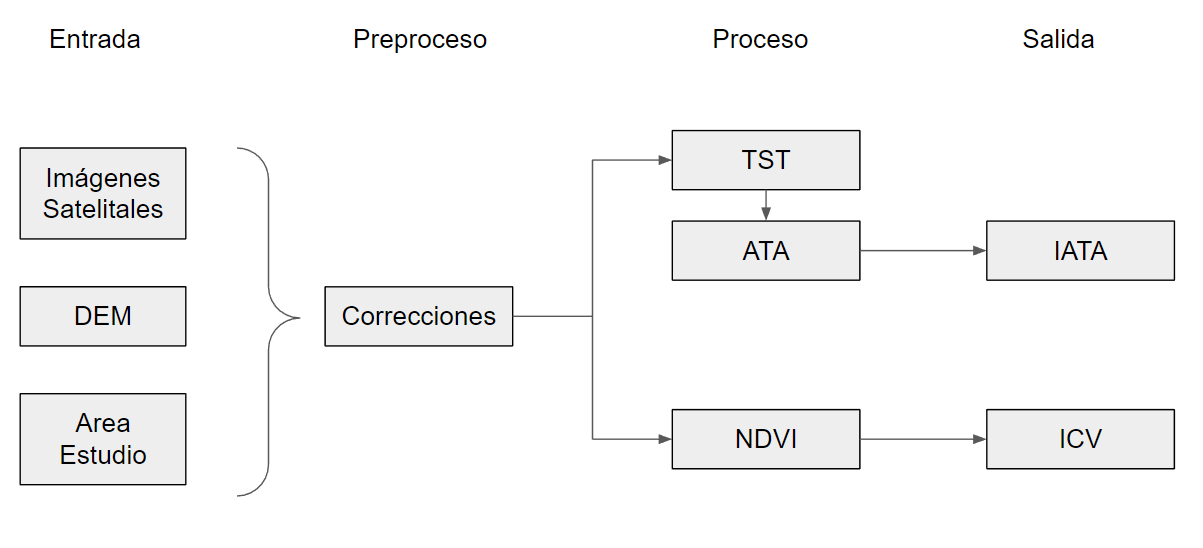 Entrada
Preproceso
Proceso
Salida
Imágenes
Satelitales
DEM
Area
Estudio
Correcciones
TST
ATA
NDVI
IATA
ICV